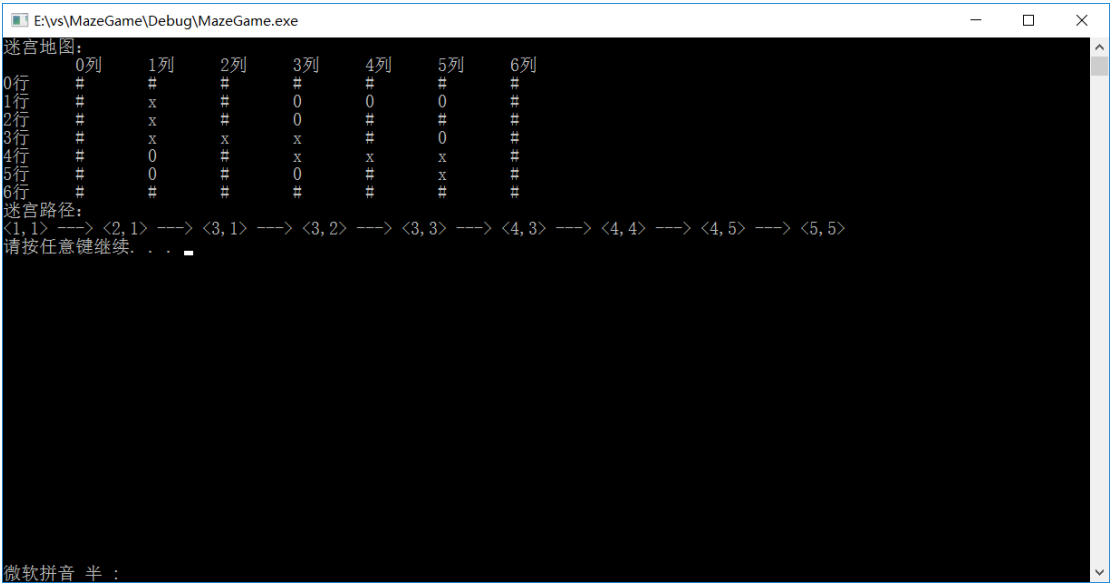 E:\vs\MazeGame\Debug\MazeGame.exe
迷宫地图:
0列 1列 2列 3列 4列 5列 6列
0行 # # # # # # #
1行 # x # 0 0 0 #
2行 # x # 0 # # #
3行 # x x x # 0 #
4行 # 0 # x x x #
5行 # 0 # 0 # x #
6行 # # # # # # #
迷宫路径:
<1,1> ---> <2,1> ---> <3,1> ---> <3,2> ---> <3,3> ---> <4,3> ---> <4,4> ---> <4,5> ---> <5,5>
请按任意键继续. . .
微软拼音 半 :